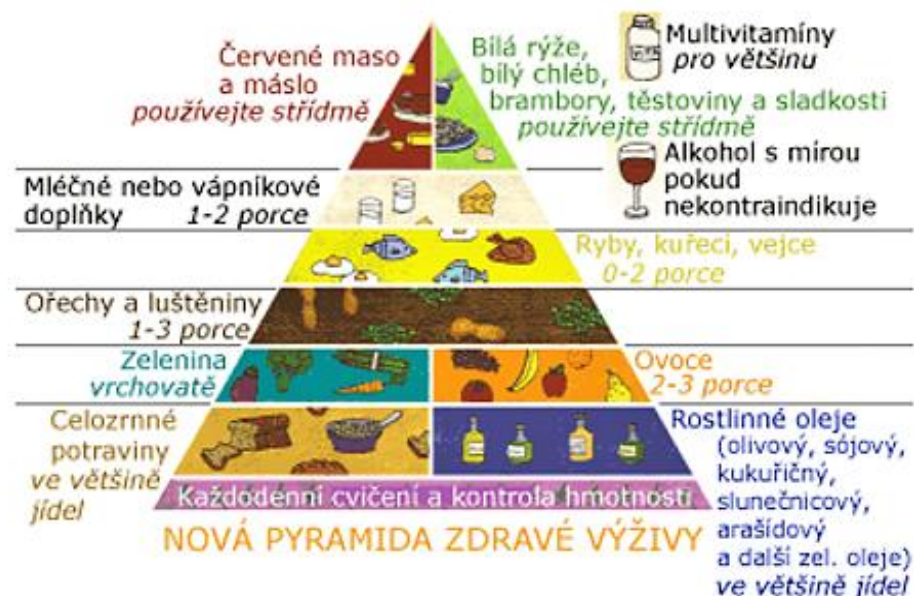 Červené maso
a máslo
používejte střídmě
Bílá rýže,
bílý chléb,
brambory, těstoviny a sladkosti
používejte střídmě
Multivitamíny
pro většinu
Alkohol s mírou
pokud
nekontraindikuje
Mléčné nebo vápníkové
doplňky 1-2 porce
Ryby, kuřecí, vejce
0-2 porce
Ořechy a luštěniny
1-3 porce
Zelenina
vrchovatě
Ovoce
2-3 porce
Celozrnné
potraviny
ve většině
jídel
Rostlinné oleje
(olivový, sójový,
kukuřičný,
slunečnicový,
arašídový
a další zel. oleje)
ve většině jídel
Každodenní cvičení a kontrola hmotnosti
NOVÁ PYRAMIDA ZDRAVÉ VÝŽIVY